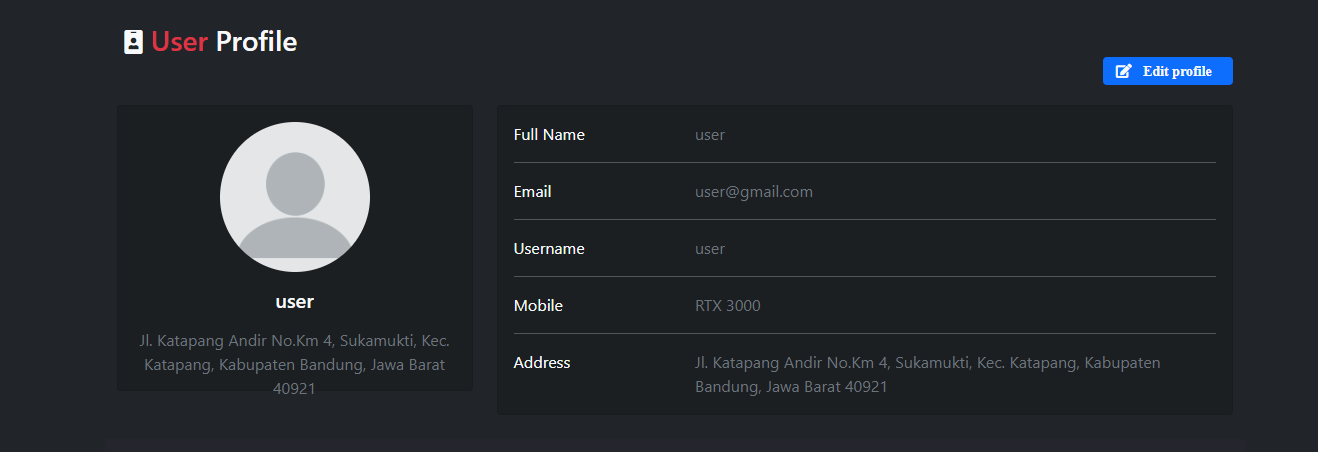 User Profile
Edit profile
user
Jl. Katapang Andir No.Km 4, Sukamukti, Kec.
Katapang, Kabupaten Bandung, Jawa Barat
40921
Full Name user
Email user@gmail.com
Username user
Mobile RTX 3000
Address Jl. Katapang Andir No.Km 4, Sukamukti, Kec. Katapang, Kabupaten
Bandung, Jawa Barat 40921